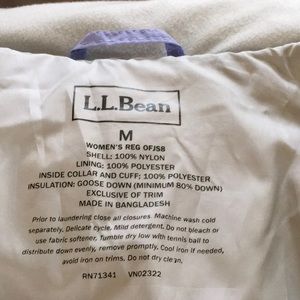 L.L.Bean
M
WOMEN'S REG OFJS8
SHELL: 100% NYLON
LINING: 100% POLYESTER
INSIDE COLLAR AND CUFF: 100% POLYESTER
INSULATION: GOOSE DOWN (MINIMUM 80% DOWN)
EXCLUSIVE OF TRIM
MADE IN BANGLADESH
Prior to laundering close all closures. Machine wash cold
separately. Delicate cycle. Mild detergent. Do not bleach or
use fabric softener. Tumble dry low with tennis ball to
distribute down evenly, remove promptly. Cool iron if needed,
avoid iron on trims. Do not dry clean.
RN71341 VN02322